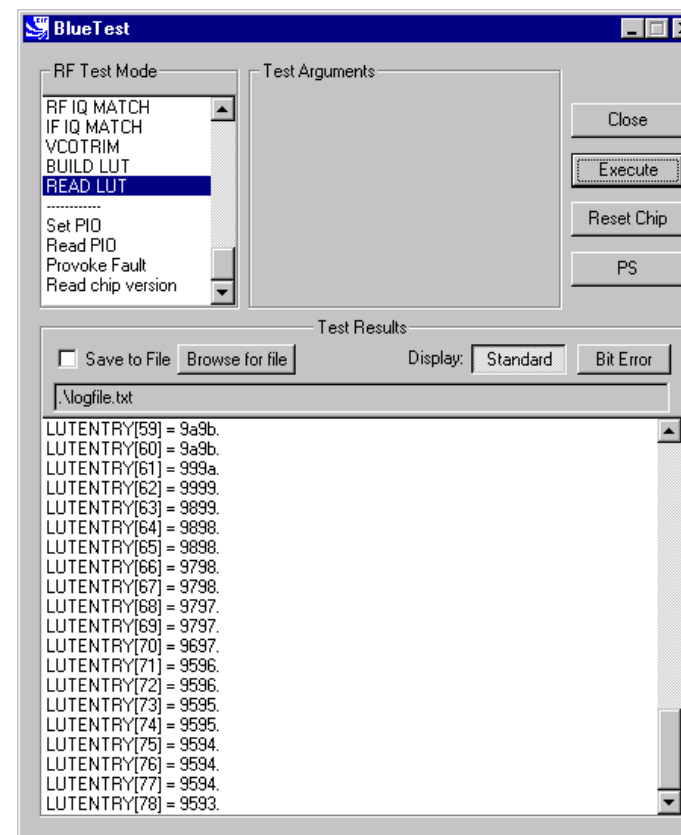 BlueTest
RF Test Mode
RF IQ MATCH
IF IQ MATCH
VCOTRIM
BUILD LUT
READ LUT
------------
Set PIO
Read PIO
Provoke Fault
Read chip version
Test Arguments
Close
Execute
Reset Chip
PS
Test Results
Save to File Browse for file Display: Standard Bit Error
.\logfile.txt
LUTENTRY[59] = 9a9b.
LUTENTRY[60] = 9a9b.
LUTENTRY[61] = 999a.
LUTENTRY[62] = 9999.
LUTENTRY[63] = 9899.
LUTENTRY[64] = 9898.
LUTENTRY[65] = 9898.
LUTENTRY[66] = 9798.
LUTENTRY[67] = 9798.
LUTENTRY[68] = 9797.
LUTENTRY[69] = 9797.
LUTENTRY[70] = 9697.
LUTENTRY[71] = 9596.
LUTENTRY[72] = 9596.
LUTENTRY[73] = 9595.
LUTENTRY[74] = 9595.
LUTENTRY[75] = 9594.
LUTENTRY[76] = 9594.
LUTENTRY[77] = 9594.
LUTENTRY[78] = 9593.